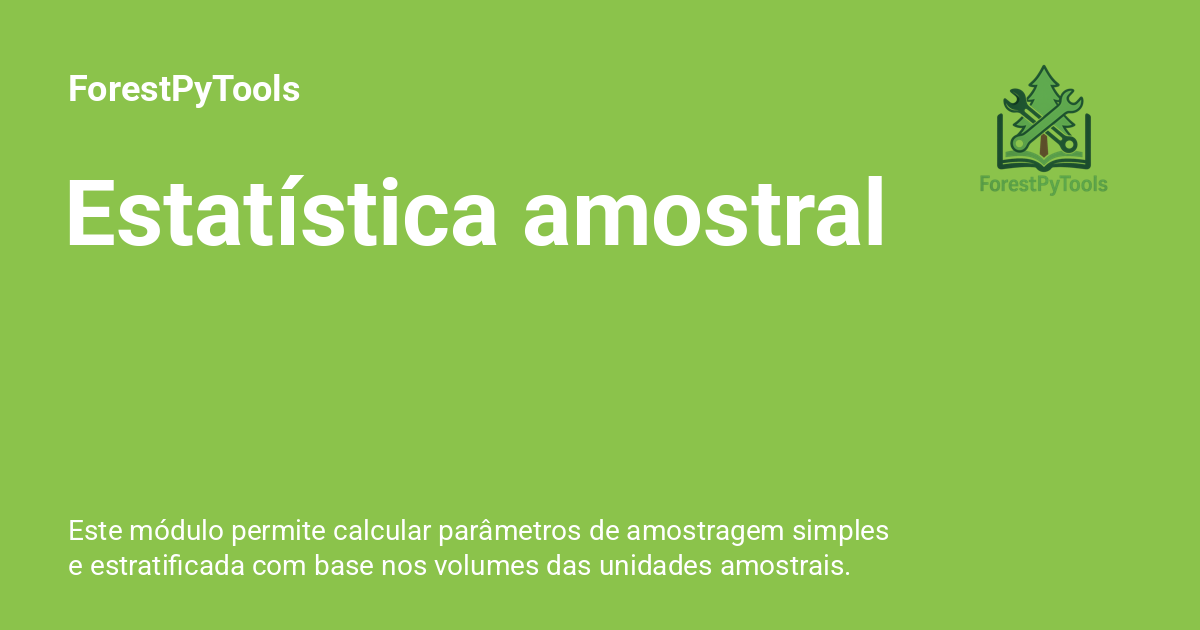 ForestPyTools
ForestPyTools
Estatística amostral
Este módulo permite calcular parâmetros de amostragem simples
e estratificada com base nos volumes das unidades amostrais.